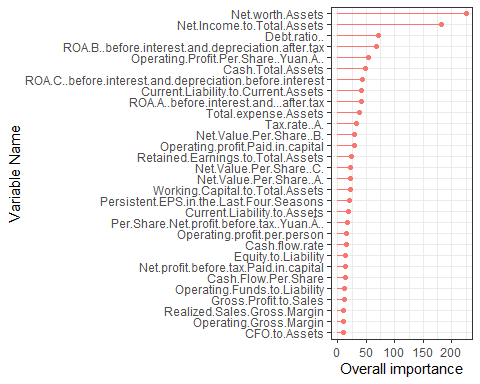 Net.worth.Assets
Net.Income.to.Total.Assets
Debt.ratio..
ROA.B..before.interest.and.depreciation.after.tax
Operating.Profit.Per.Share..Yuan.A..
Cash.Total.Assets
ROA.C..before.interest.and.depreciation.before.interest
Current.Liability.to.Current.Assets
ROA.A..before.interest.and...after.tax
Total.expense.Assets
Tax.rate..A.
Net.Value.Per.Share..B.
Operating.profit.Paid.in.capital
Retained.Earnings.to.Total.Assets
Net.Value.Per.Share..C.
Net.Value.Per.Share..A.
Working.Capital.to.Total.Assets
Persistent.EPS.in.the.Last.Four.Seasons
Current.Liability.to.Assets
Per.Share.Net.profit.before.tax..Yuan.A..
Operating.profit.per.person
Cash.flow.rate
Equity.to.Liability
Net.profit.before.tax.Paid.in.capital
Cash.Flow.Per.Share
Operating.Funds.to.Liability
Gross.Profit.to.Sales
Realized.Sales.Gross.Margin
Operating.Gross.Margin
CFO.to.Assets
Variable Name
0 50 100 150 200
Overall importance